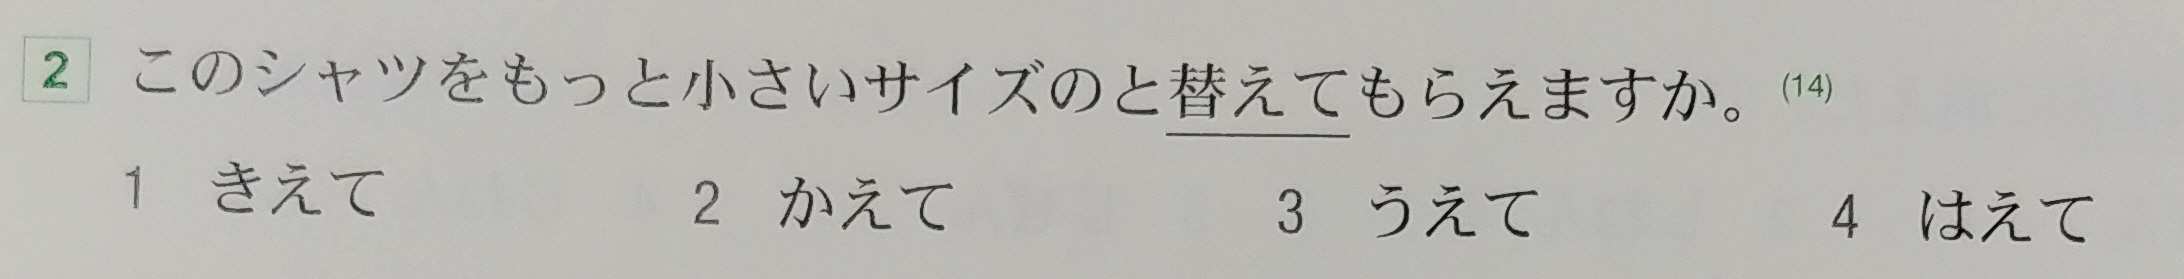 2 このシャツをもっと小さいサイズのと替えてもらえますか。(14)
1 きえて 2 かえて 3 うえて 4 はえて